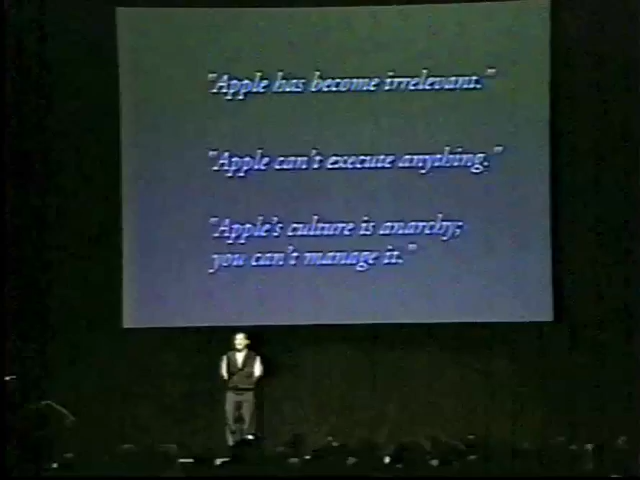 "Apple has become irrelevant."
"Apple can't execute anything."
"Apple's culture is anarchy;
you can't manage it."